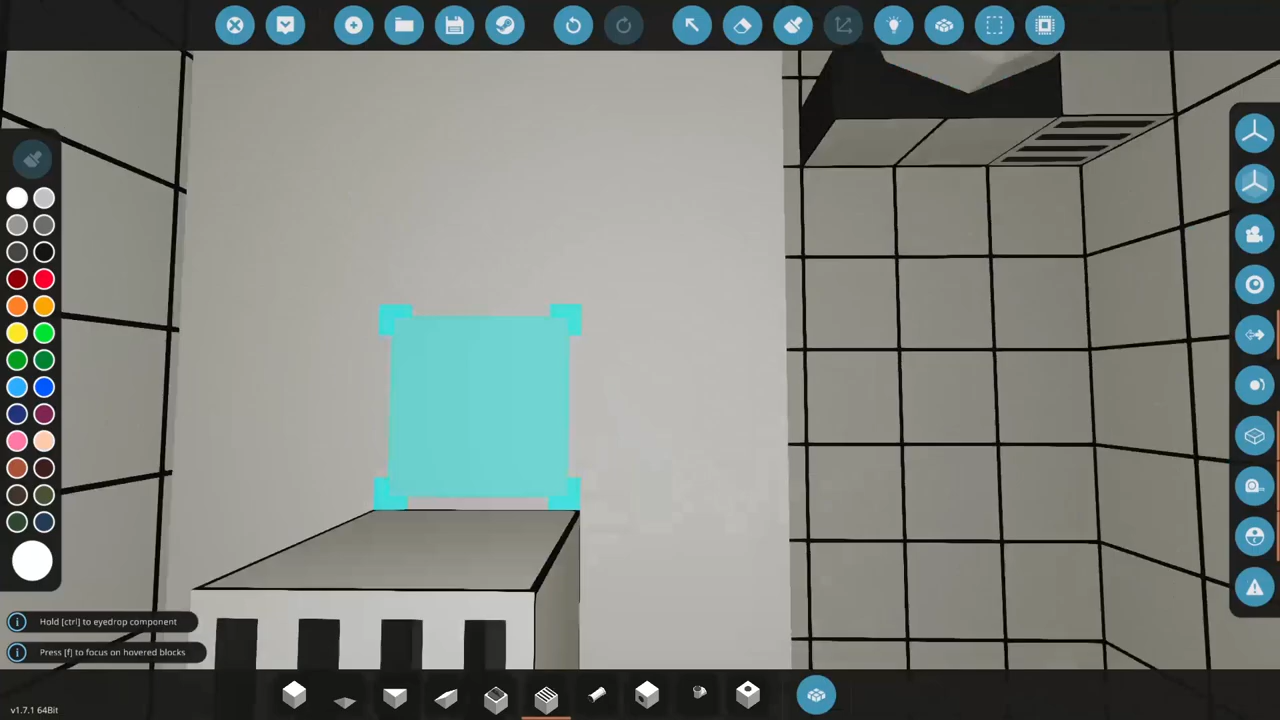 Hold [ctrl] to eyedrop component
Press [f] to focus on hovered blocks
v1.7.1 64Bit